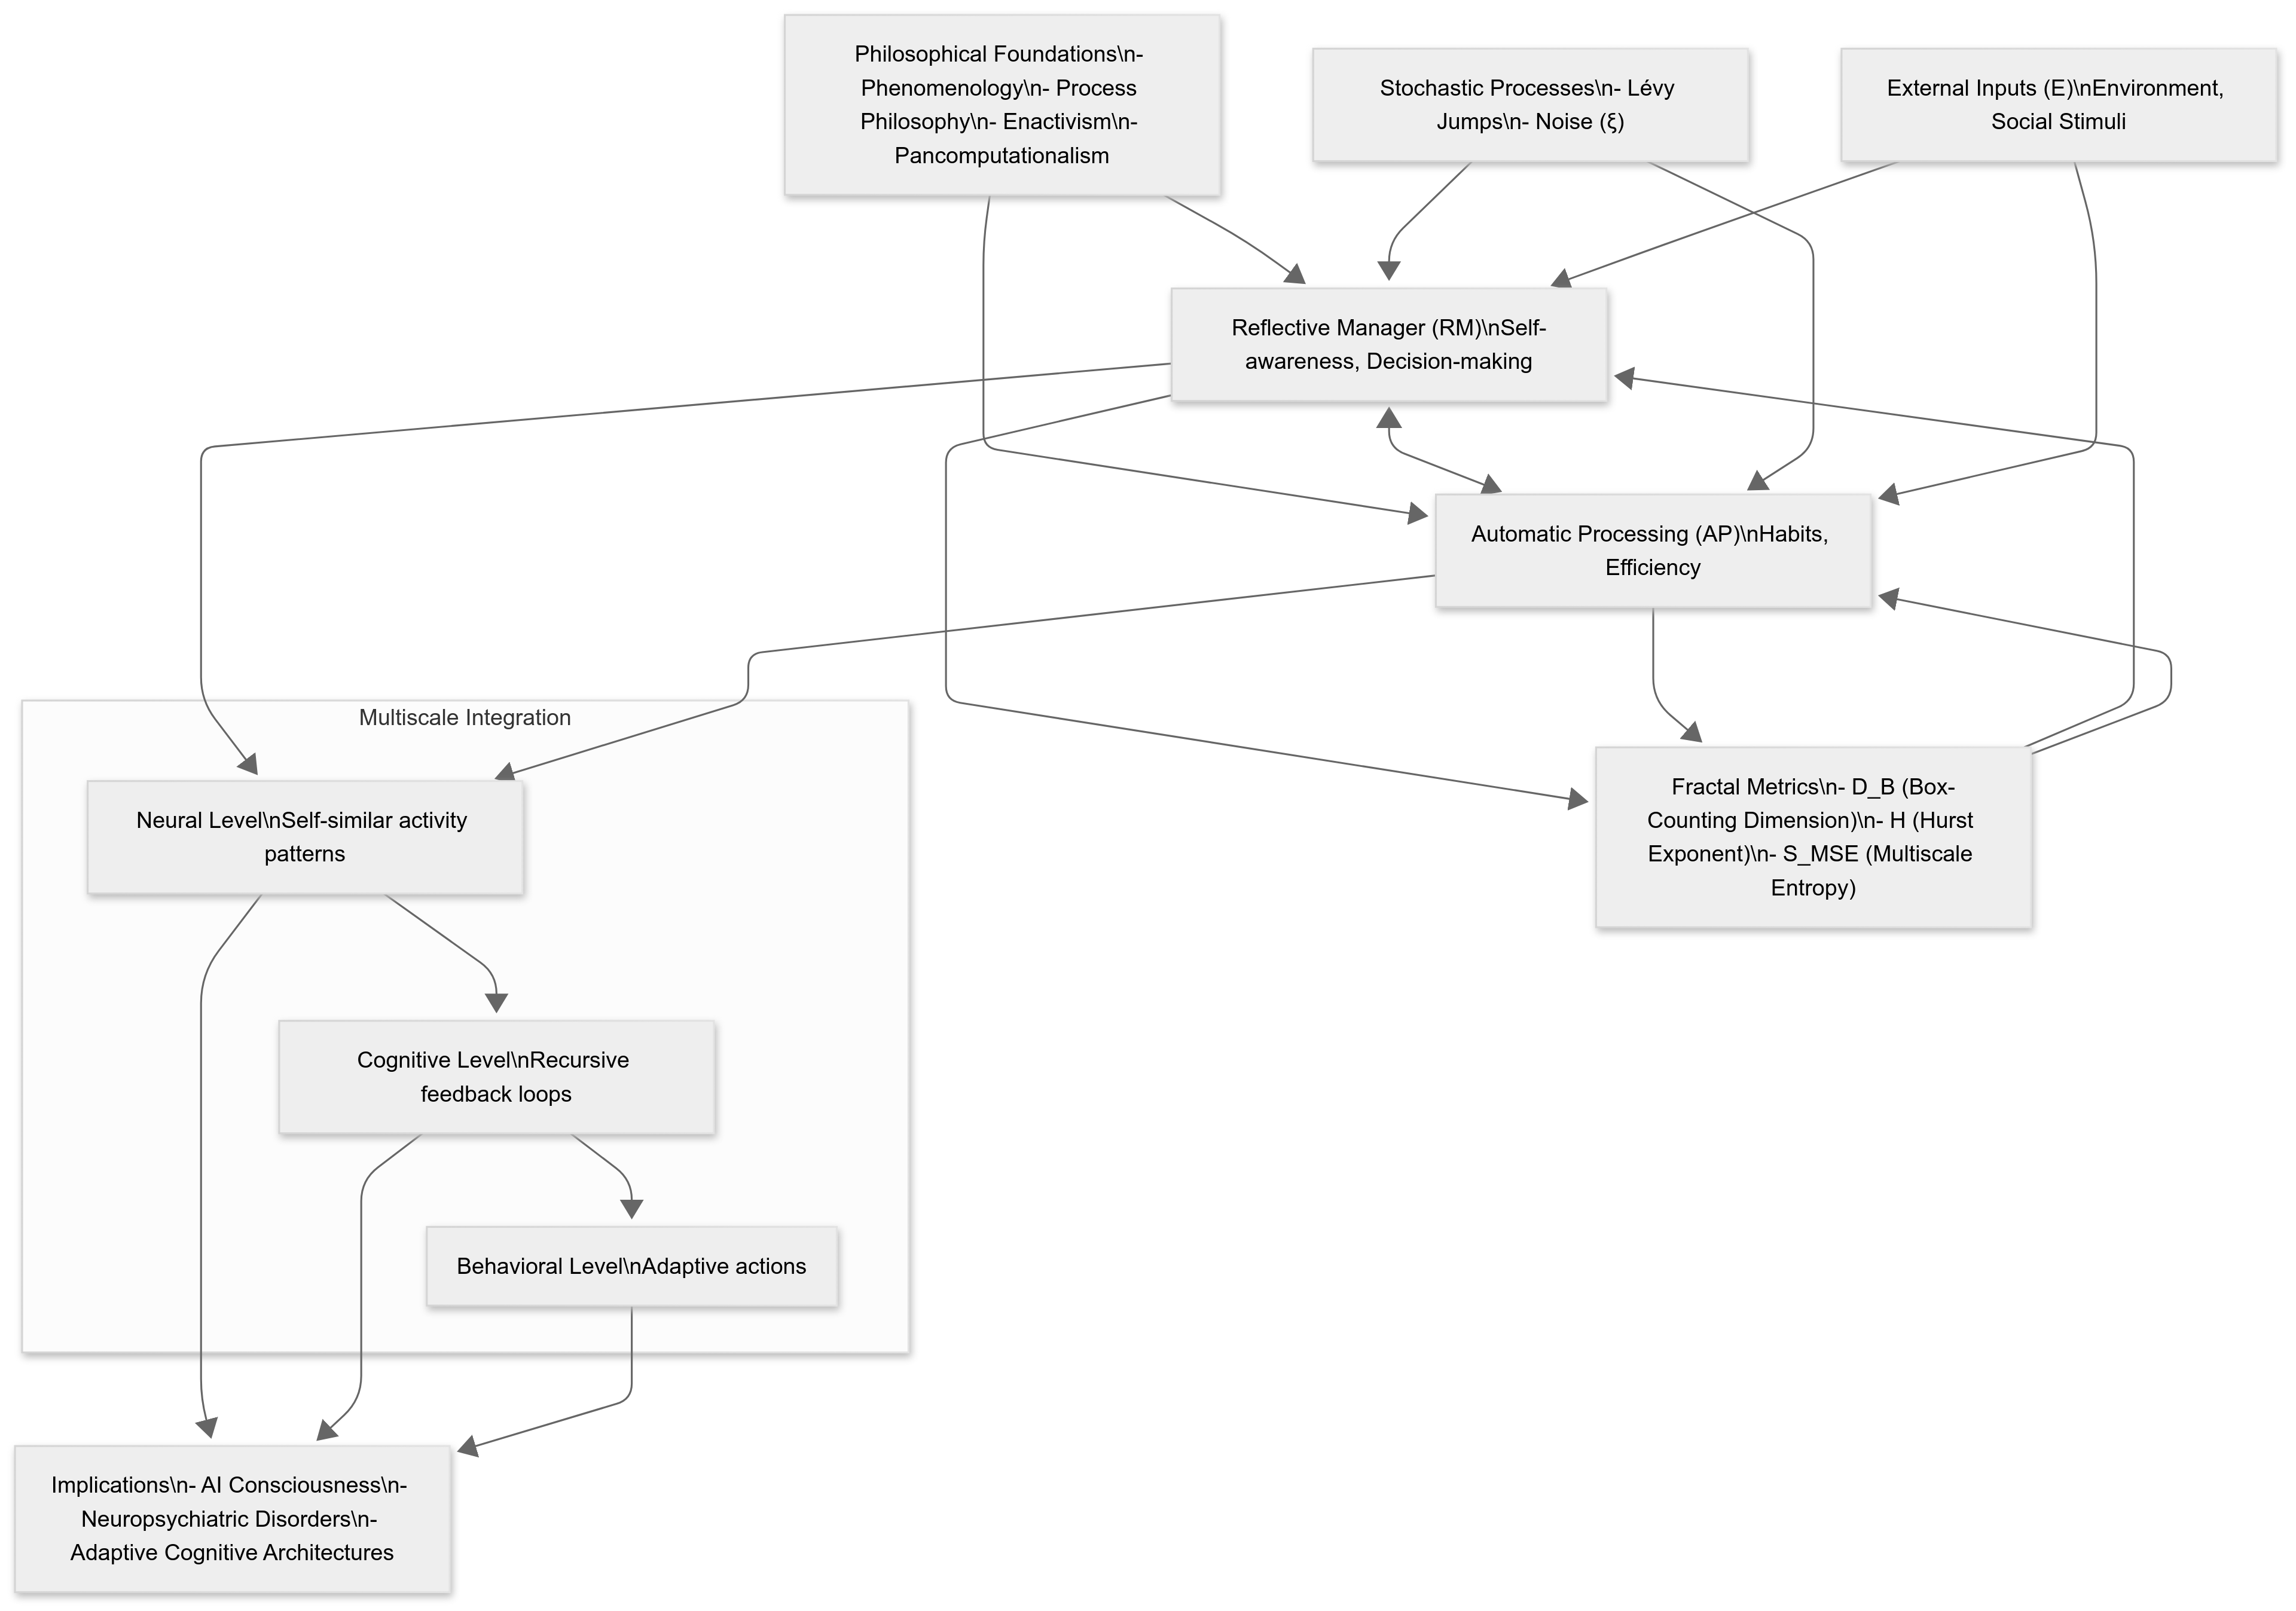 Philosophical Foundations\n-
Phenomenology\n- Process
Philosophy\n- Enactivism\n-
Pancomputationalism
Stochastic Processes\n- Lévy
Jumps\n- Noise (ξ)
External Inputs (E)\nEnvironment,
Social Stimuli
Reflective Manager (RM)\nSelf-
awareness, Decision-making
Automatic Processing (AP)\nHabits,
Efficiency
Multiscale Integration
Neural Level\nSelf-similar activity
patterns
Fractal Metrics\n- D_B (Box-
Counting Dimension)\n- H (Hurst
Exponent)\n- S_MSE (Multiscale
Entropy)
Cognitive Level\nRecursive
feedback loops
Behavioral Level\nAdaptive actions
Implications\n- AI Consciousness\n-
Neuropsychiatric Disorders\n-
Adaptive Cognitive Architectures